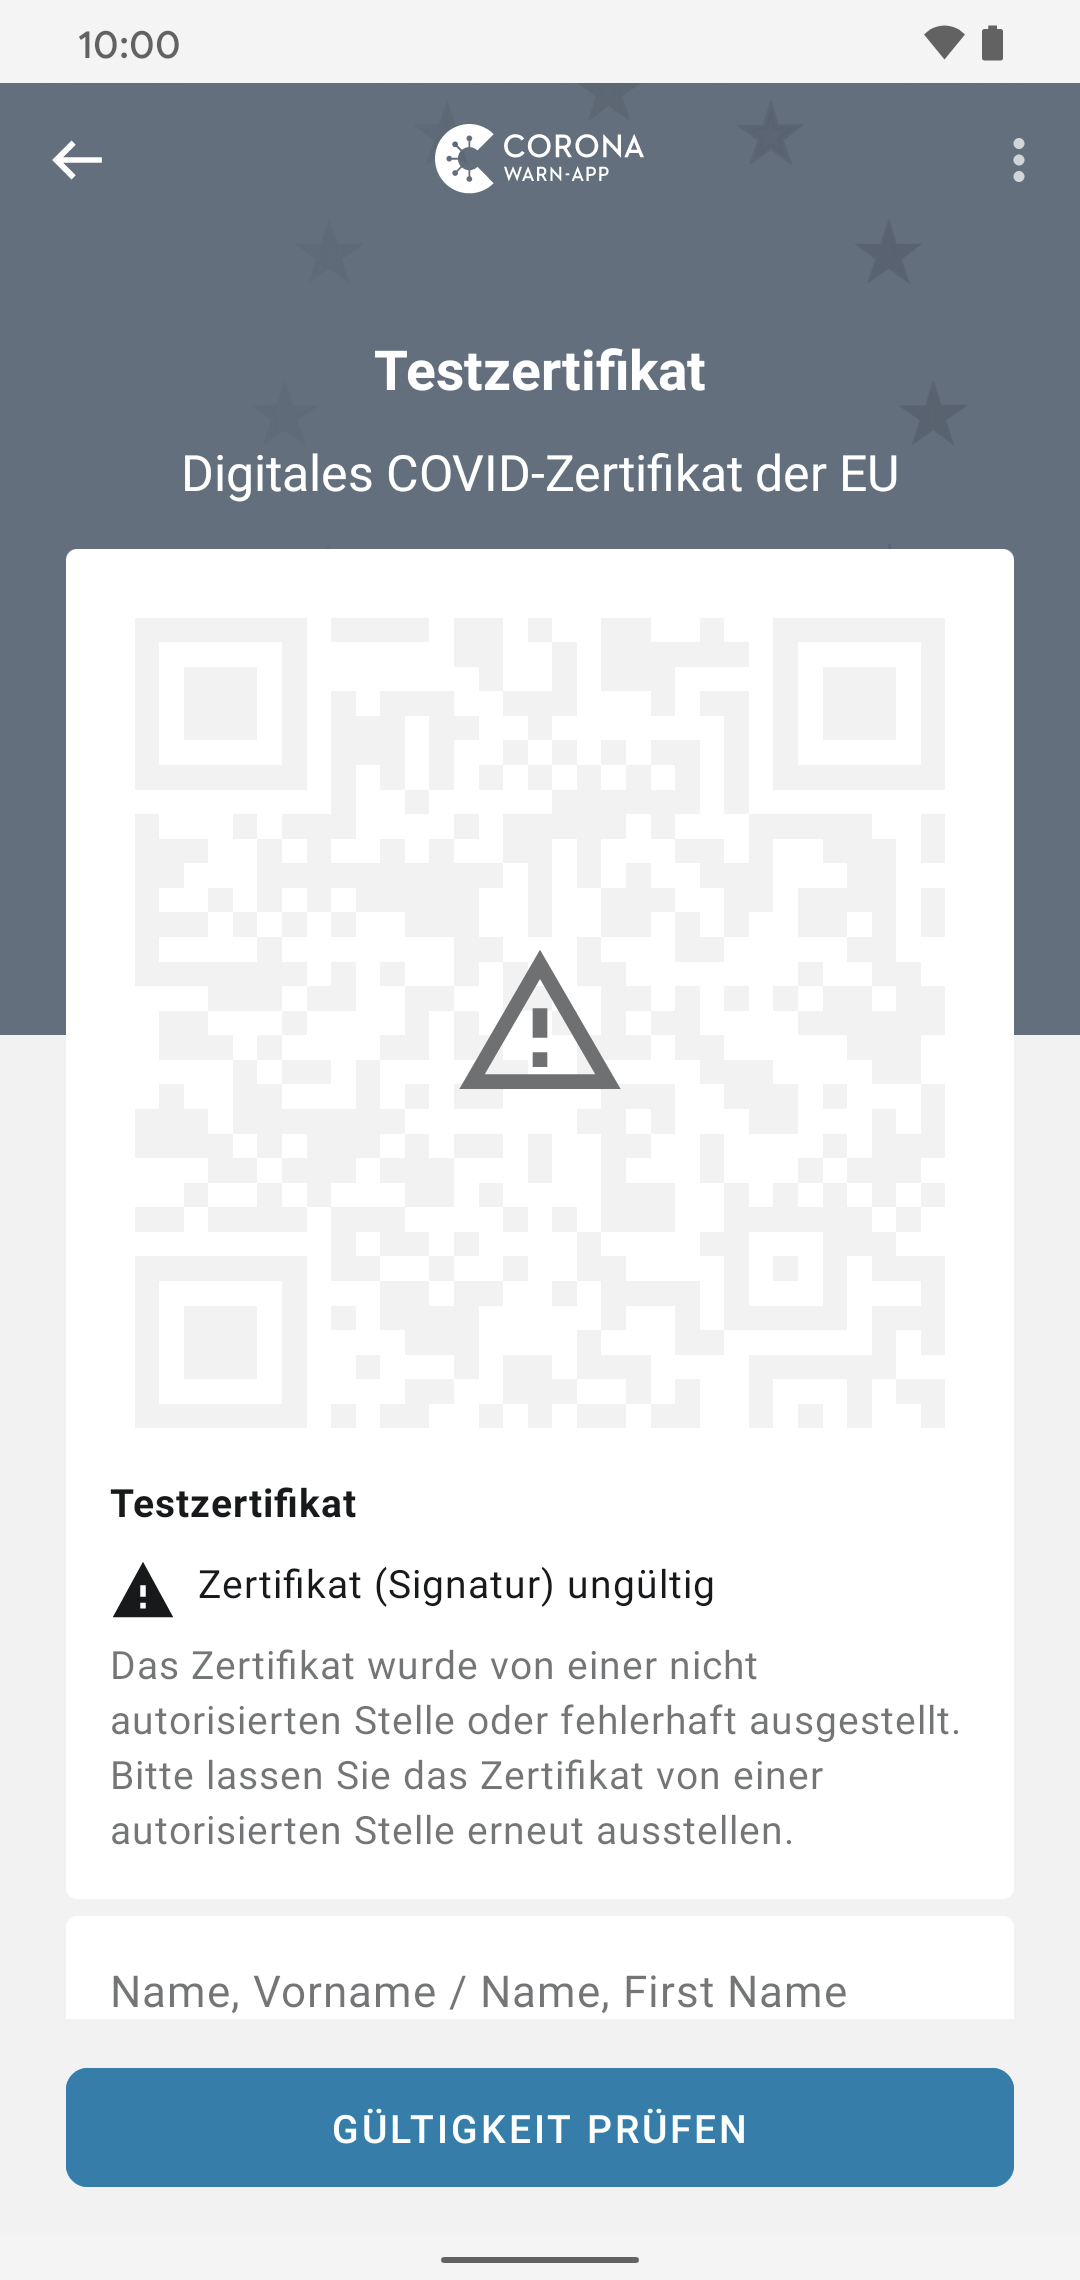 10:00
CORONA
WARN-APP
Testzertifikat
Digitales COVID-Zertifikat der EU
Testzertifikat
Zertifikat (Signatur) ungültig
Das Zertifikat wurde von einer nicht
autorisierten Stelle oder fehlerhaft ausgestellt.
Bitte lassen Sie das Zertifikat von einer
autorisierten Stelle erneut ausstellen.
Name, Vorname / Name, First Name
GÜLTIGKEIT PRÜFEN